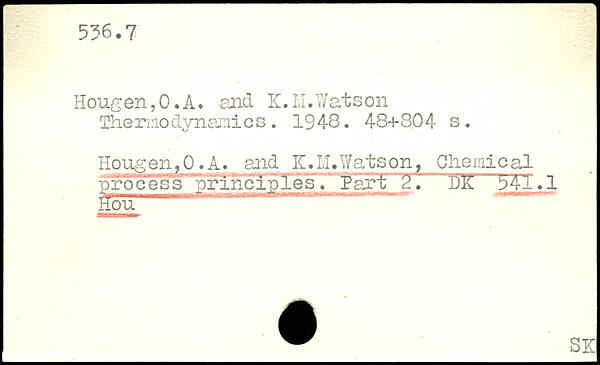 536.7
Hougen,O.A. and K.M.Watson
Thermodynamics. 1948. 48+804 s.
Hougen,O.A. and K.M.Watson, Chemical
process principles. Part 2. DK 541.1
Hou
SK